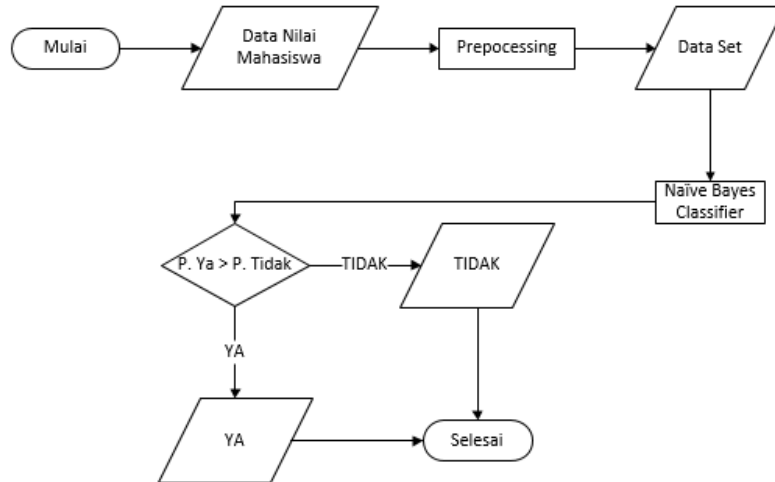 Mulai
Data Nilai
Mahasiswa
Prepocessing
Data Set
Naïve Bayes
Classifier
P. Ya > P. Tidak
TIDAK
TIDAK
YA
YA
Selesai